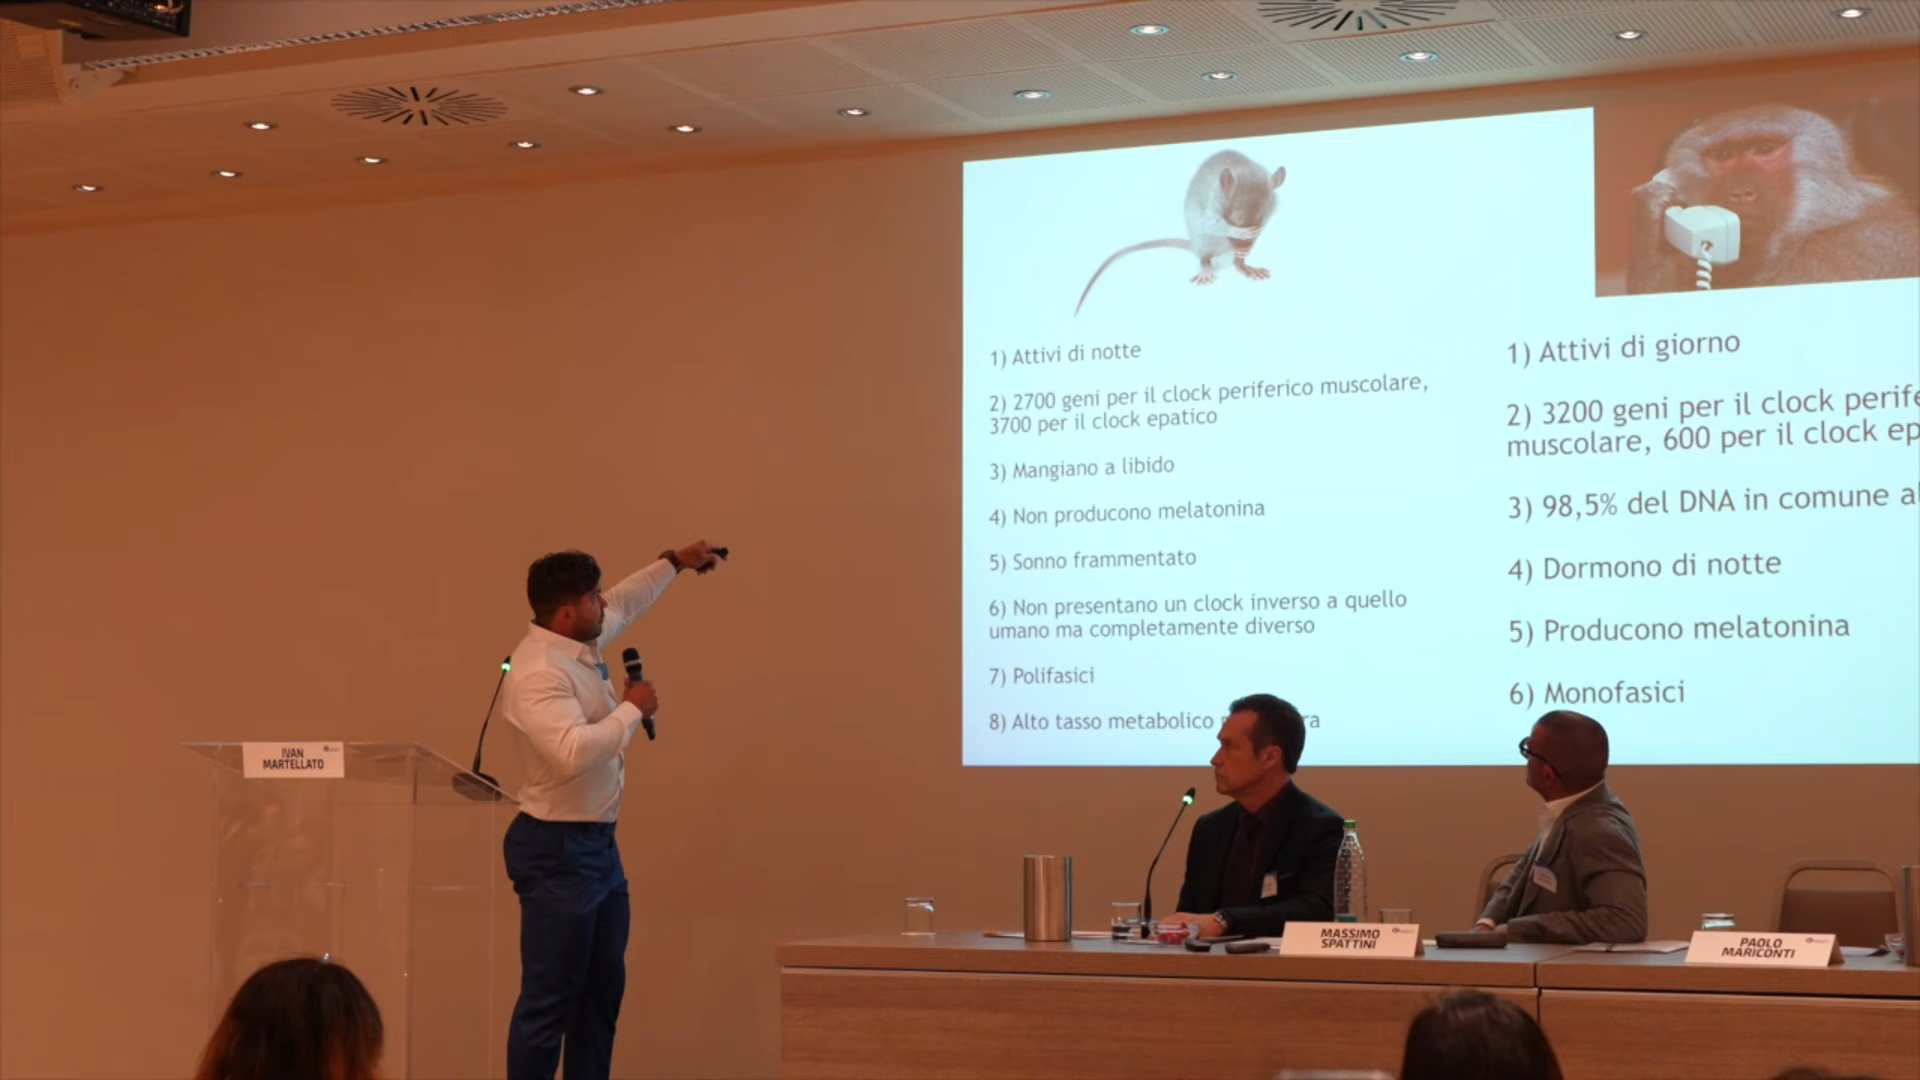 1) Attivi di notte
2) 2700 geni per il clock periferico muscolare,
3700 per il clock epatico
3) Mangiano a libido
4) Non producono melatonina
5) Sonno frammentato
6) Non presentano un clock inverso a quello
umano ma completamente diverso
7) Polifasici
8) Alto tasso metabolico
1) Attivi di giorno
2) 3200 geni per il clock
muscolare, 600 per il clock
3) 98,5% del DNA in comune
4) Dormono di notte
5) Producono melatonina
6) Monofasici
IVAN
MARTELLATO
MASSIMO
SPATTINI
PAOLO
MARICONTI